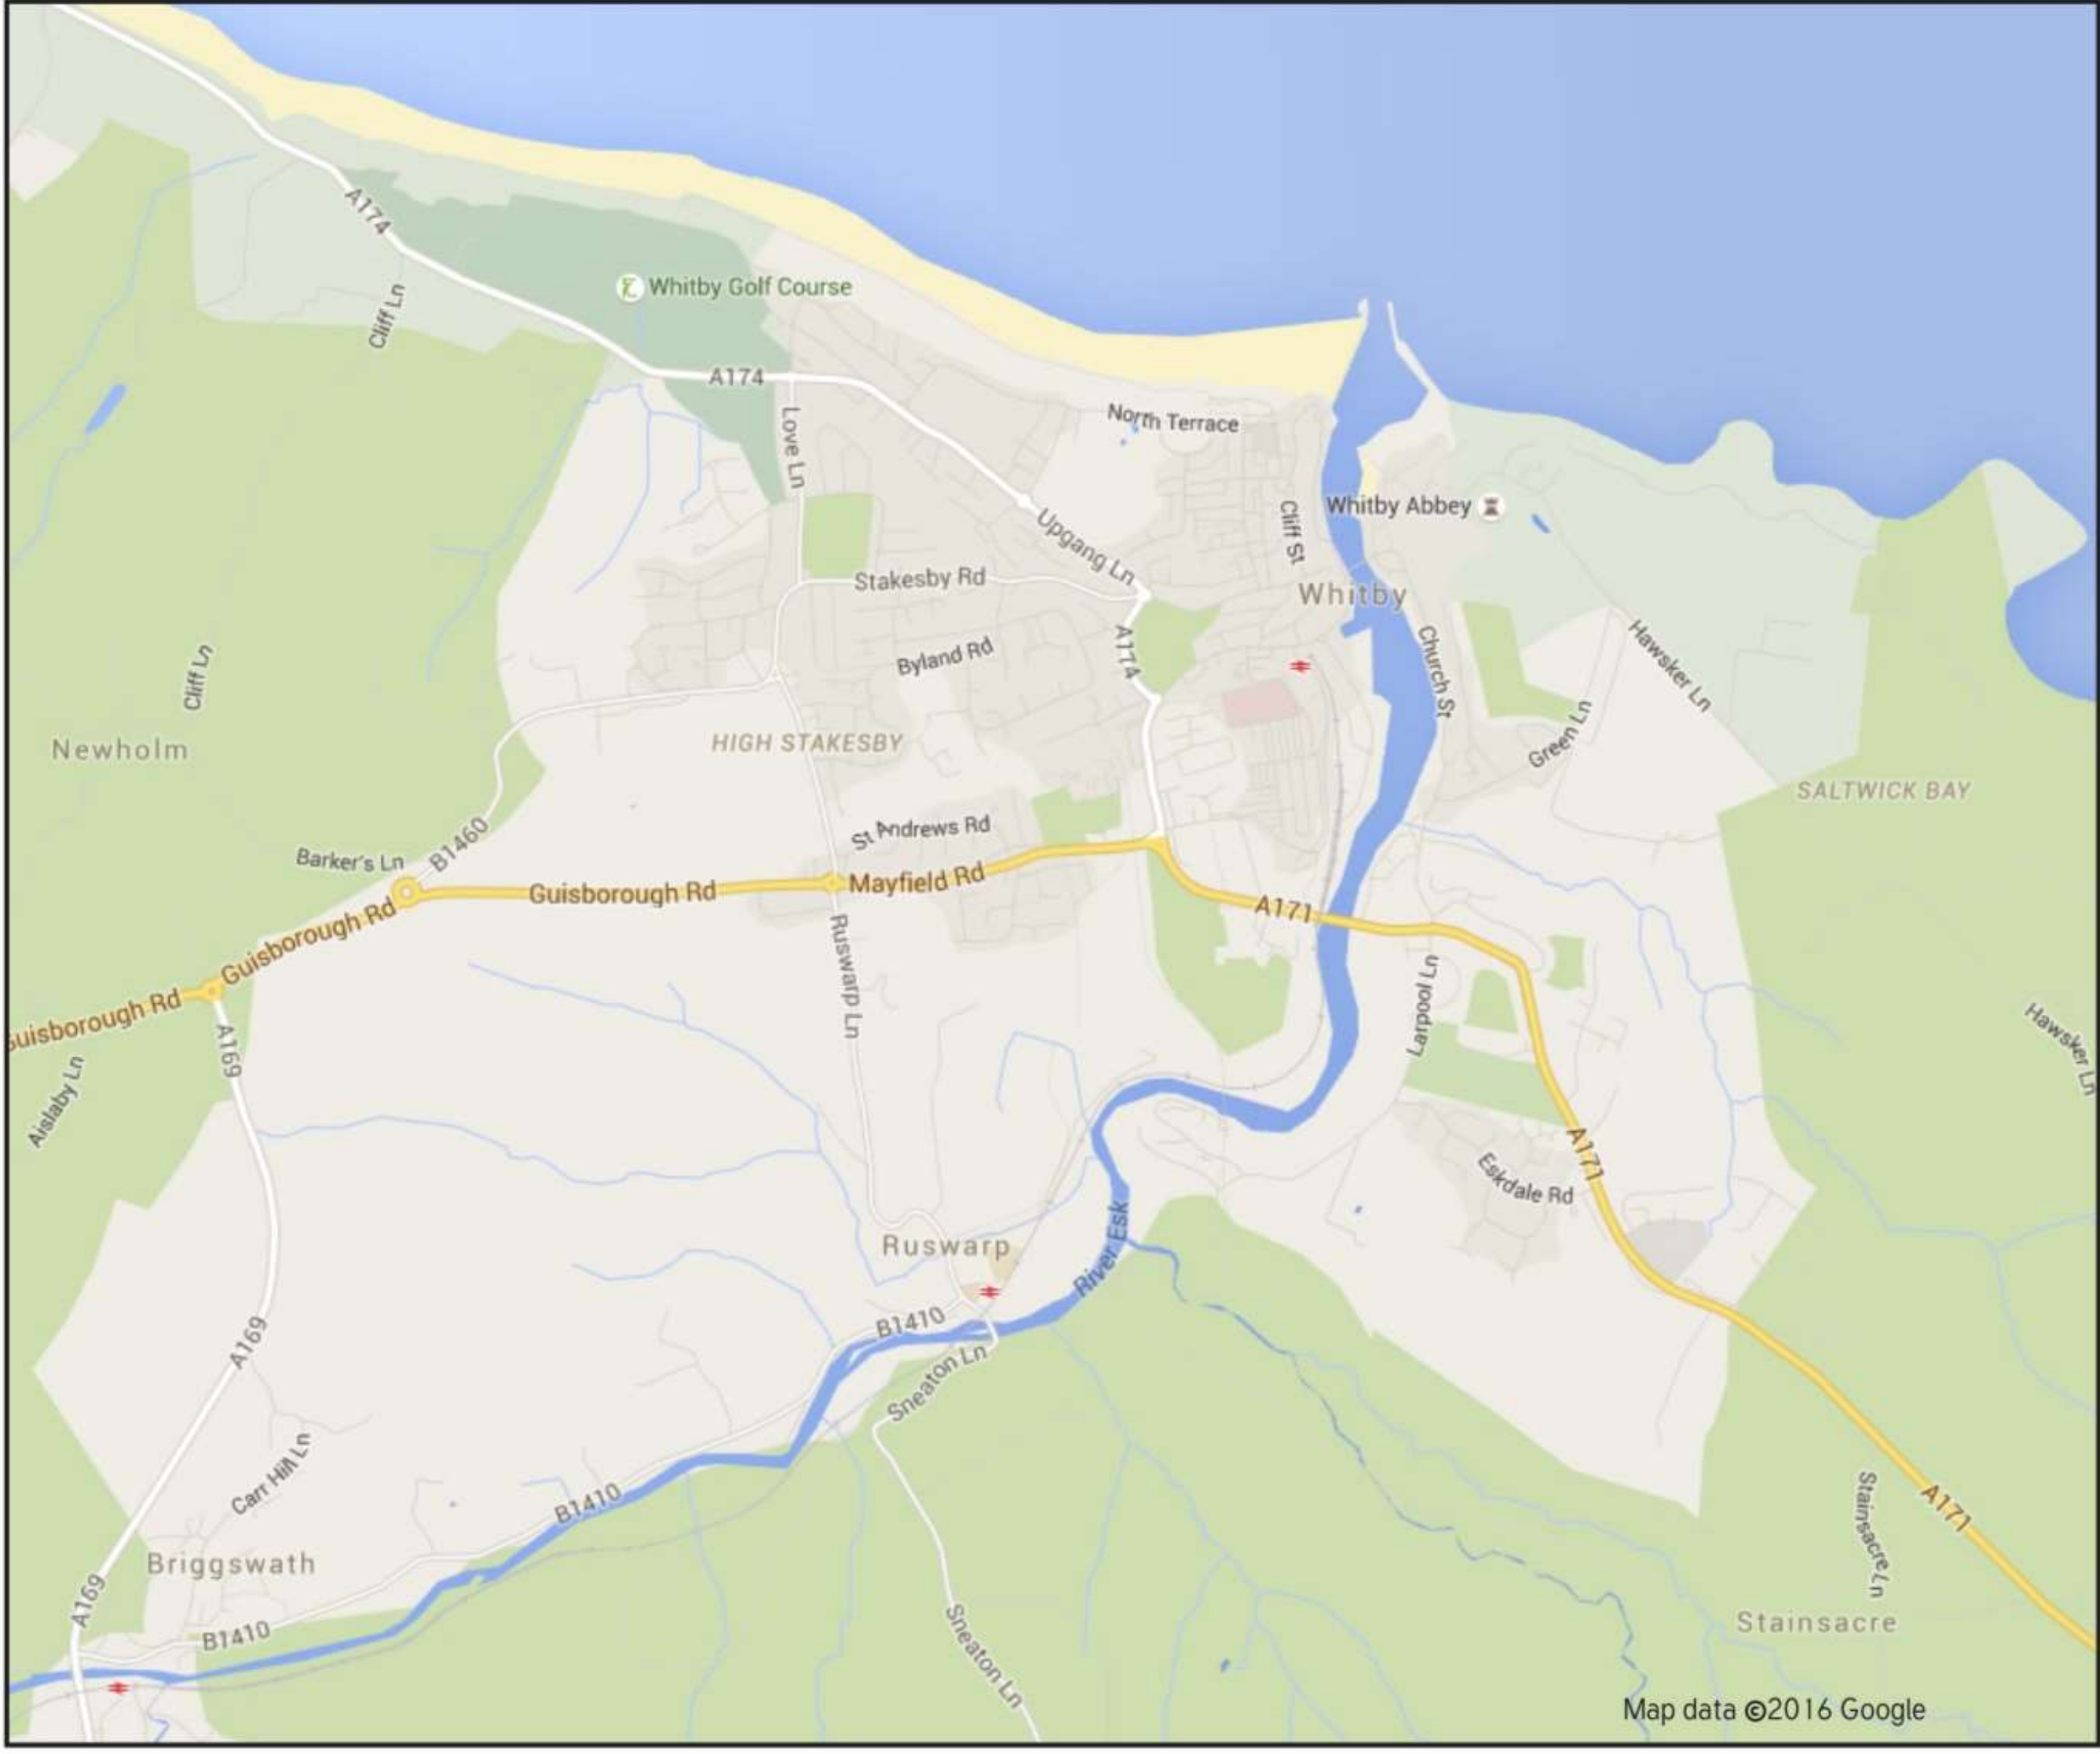 A174
Whitby Golf Course
Cliff Ln
A174
Love Ln
North Terrace
Upgang Ln
Cliff St
Whitby Abbey
Stakesby Rd
Whitby
Byland Rd
A174
Church St
Hawsker Ln
Cliff Ln
Newholm
HIGH STAKESBY
Green Ln
SALTWICK BAY
Barker's Ln
B1460
St Andrews Rd
Guisborough Rd
Mayfield Rd
A171
Guisborough Rd
uisborough Rd
Ruswarp Ln
Larpool Ln
Hawsker Ln
A169
Aislaby Ln
A171
Eskdale Rd
Ruswarp
River Esk
B1410
A169
Sneaton Ln
Carr Hill Ln
B1410
A171
Stainsacre Ln
Briggswath
A169
B1410
Sneaton Ln
Stainsacre
Map data ©2016 Google